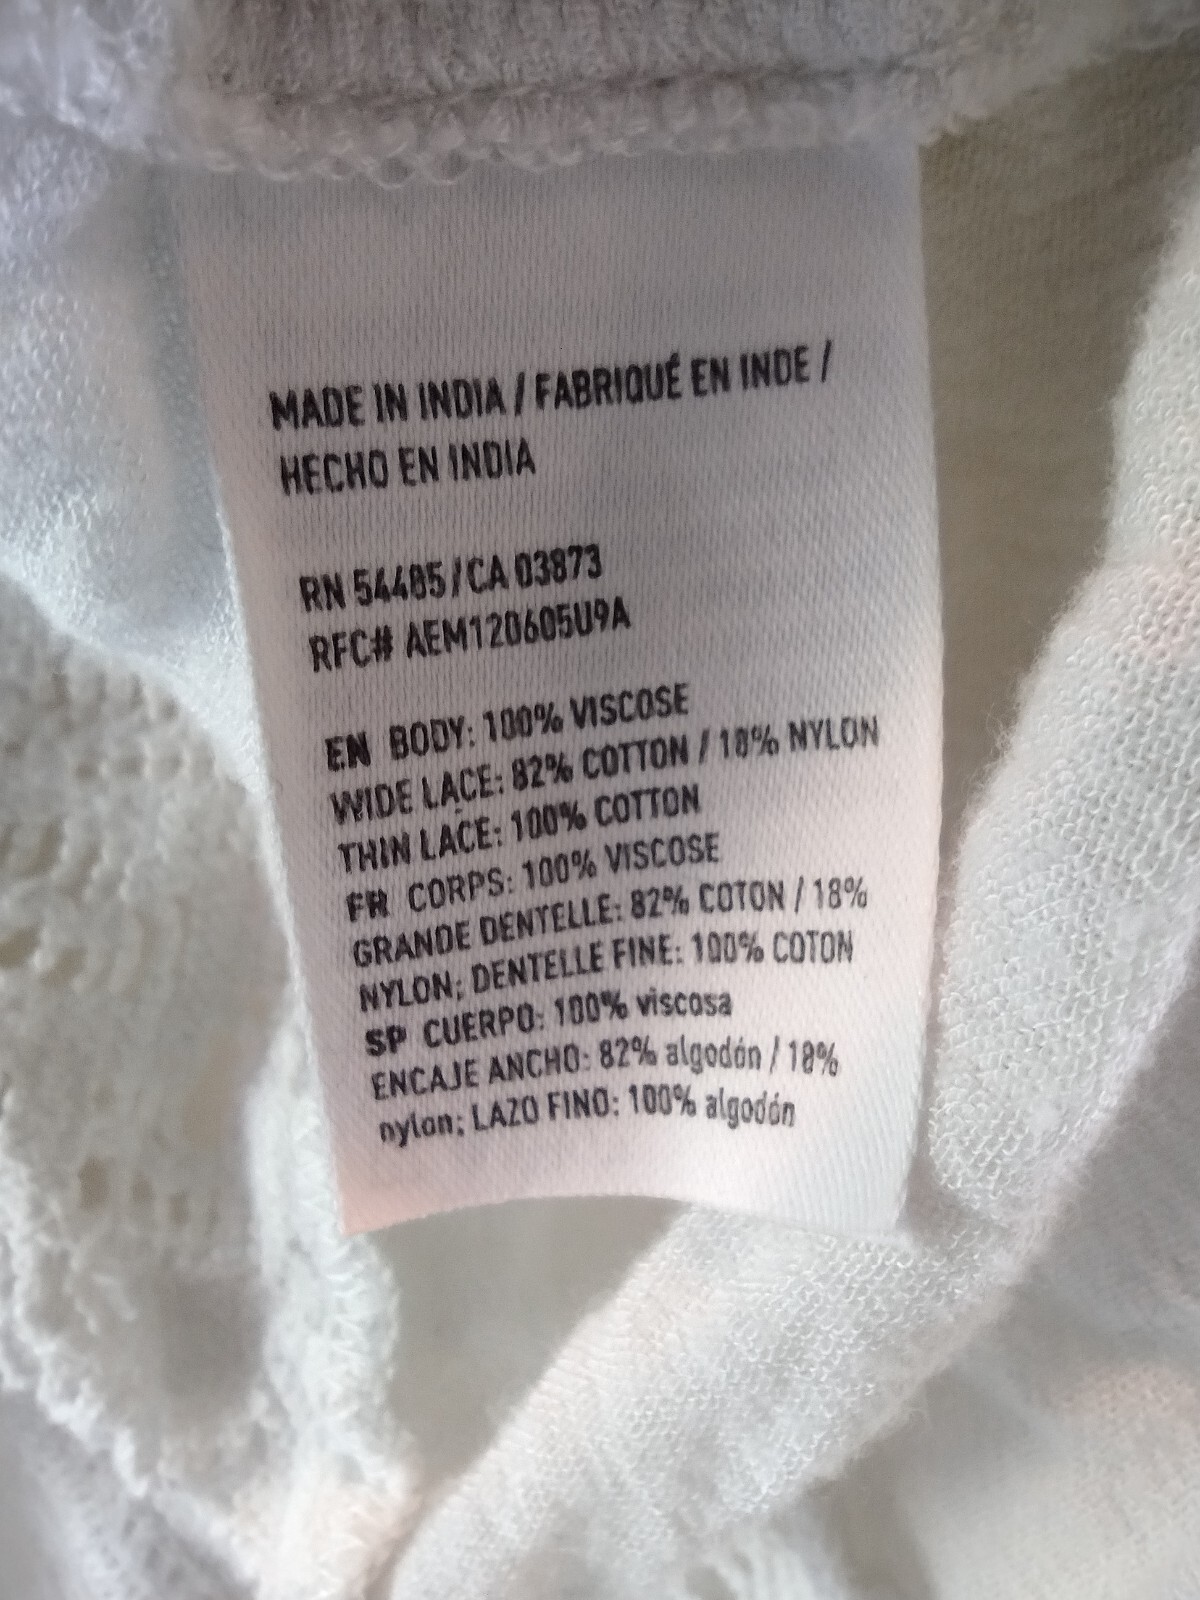 MADE IN INDIA / FABRIQUÉ EN INDE /
HECHO EN INDIA
RN 54485 / CA 03873
RFC# AEM120605U9A
EN BODY: 100% VISCOSE
WIDE LACE: 82% COTTON / 18% NYLON
THIN LACE: 100% COTTON
FR CORPS: 100% VISCOSE
GRANDE DENTELLE: 82% COTON / 18%
NYLON; DENTELLE FINE: 100% COTON
SP CUERPO: 100% viscosa
ENCAJE ANCHO: 82% algodón / 18%
nylon; LAZO FINO: 100% algodón